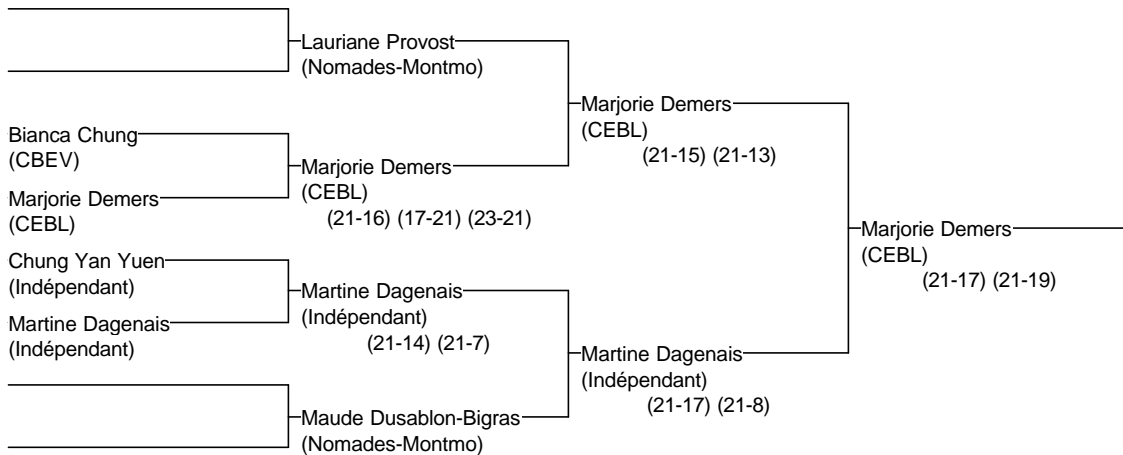 Lauriane Provost
(Nomades-Montmo)
Bianca Chung
(CBEV)
Marjorie Demers
(CEBL)
Marjorie Demers
(CEBL)
(21-16) (17-21) (23-21)
Marjorie Demers
(CEBL)
(21-15) (21-13)
Chung Yan Yuen
(Indépendant)
Martine Dagenais
(Indépendant)
Martine Dagenais
(Indépendant)
(21-14) (21-7)
Maude Dusablon-Bigras
(Nomades-Montmo)
Martine Dagenais
(Indépendant)
(21-17) (21-8)
Marjorie Demers
(CEBL)
(21-17) (21-19)